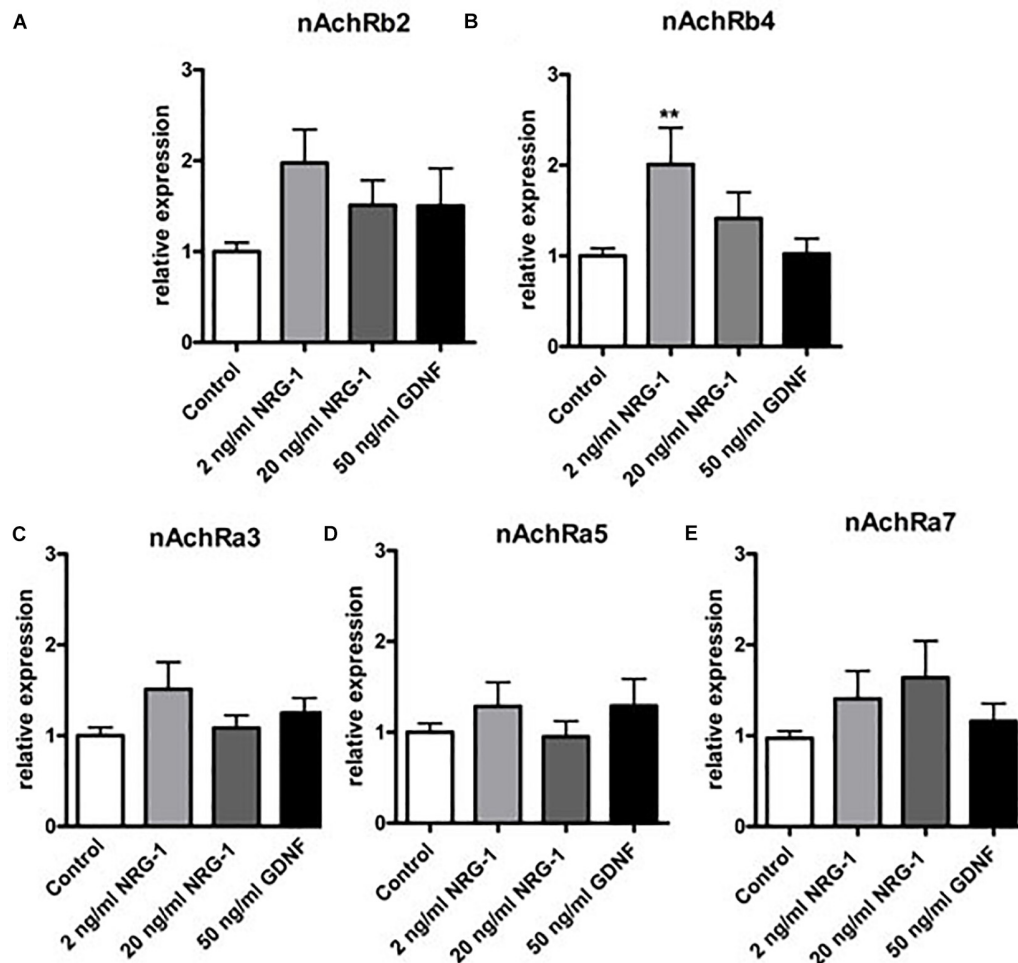 A
nAchRb2
relative expression
3
2
1
0
Control
2 ng/ml NRG-1
20 ng/ml NRG-1
50 ng/ml GDNF
B
nAchRb4
relative expression
3
2
1
0
**
Control
2 ng/ml NRG-1
20 ng/ml NRG-1
50 ng/ml GDNF
C
nAchRa3
relative expression
3
2
1
0
Control
2 ng/ml NRG-1
20 ng/ml NRG-1
50 ng/ml GDNF
D
nAchRa5
relative expression
3
2
1
0
Control
2 ng/ml NRG-1
20 ng/ml NRG-1
50 ng/ml GDNF
E
nAchRa7
relative expression
3
2
1
0
Control
2 ng/ml NRG-1
20 ng/ml NRG-1
50 ng/ml GDNF